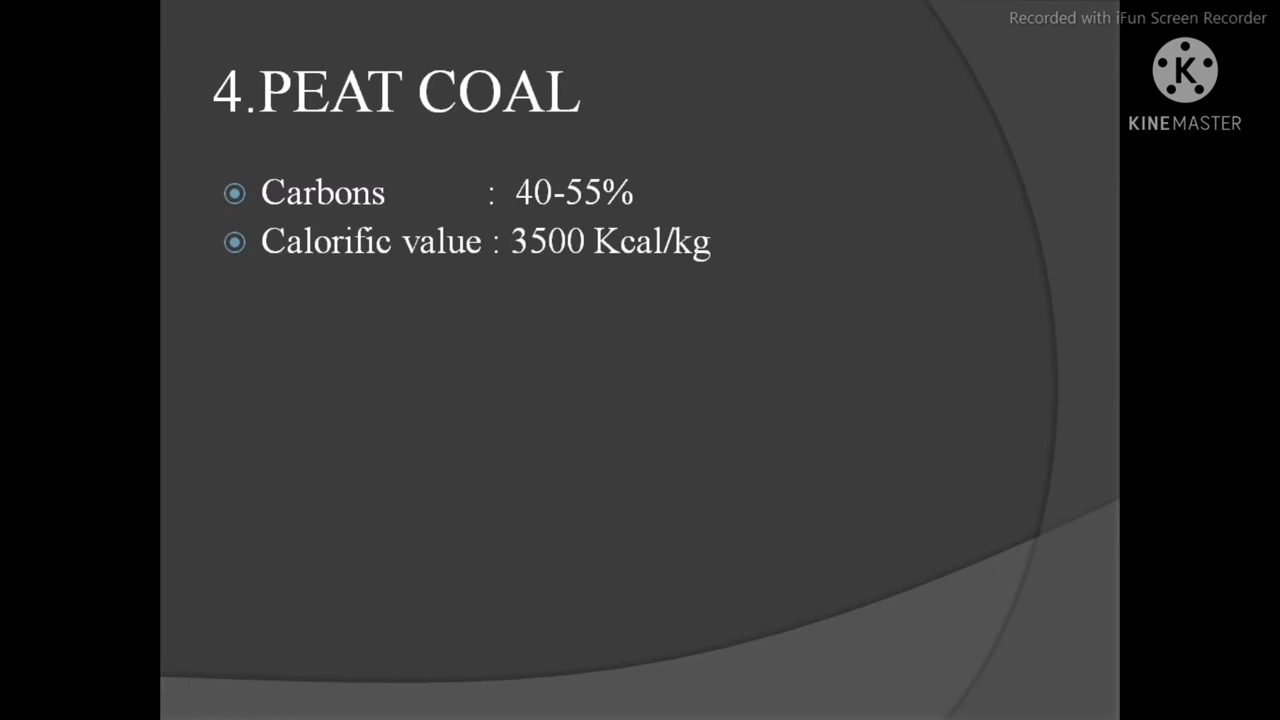 Recorded with iFun Screen Recorder
K
KINEMASTER
4.PEAT COAL
Carbons : 40-55%
Calorific value : 3500 Kcal/kg